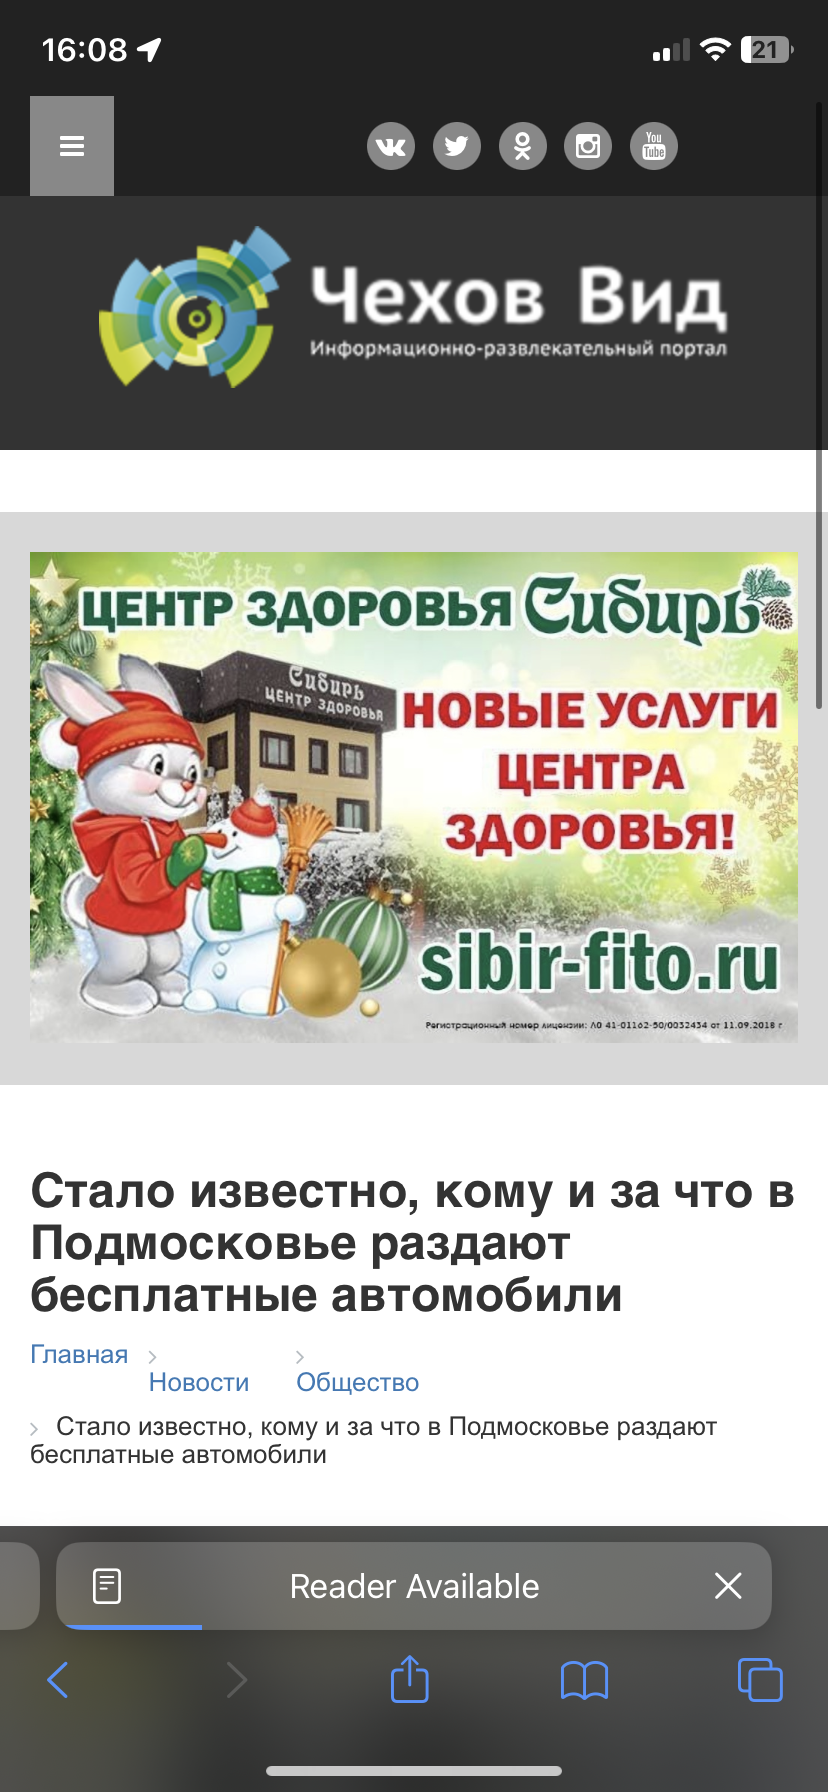 16:08
21
You
Tube
Чехов Вид
Информационно-развлекательный портал
ЦЕНТР ЗДОРОВЬЯ Сибирь
Сибирь
ЦЕНТР ЗДОРОВЬЯ
НОВЫЕ УСЛУГИ
ЦЕНТРА
ЗДОРОВЬЯ!
sibir-fito.ru
Регистрационный номер лицензии: ЛО 41-01162-50/0032434 от 11.09.2018 г
Стало известно, кому и за что в
Подмосковье раздают
бесплатные автомобили
Главная
Новости
Общество
Стало известно, кому и за что в Подмосковье раздают
бесплатные автомобили
Reader Available